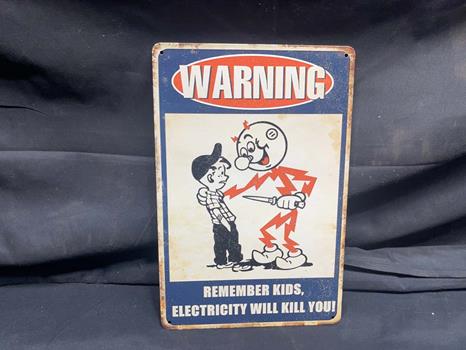 WARNING
REMEMBER KIDS,
ELECTRICITY WILL KILL YOU!